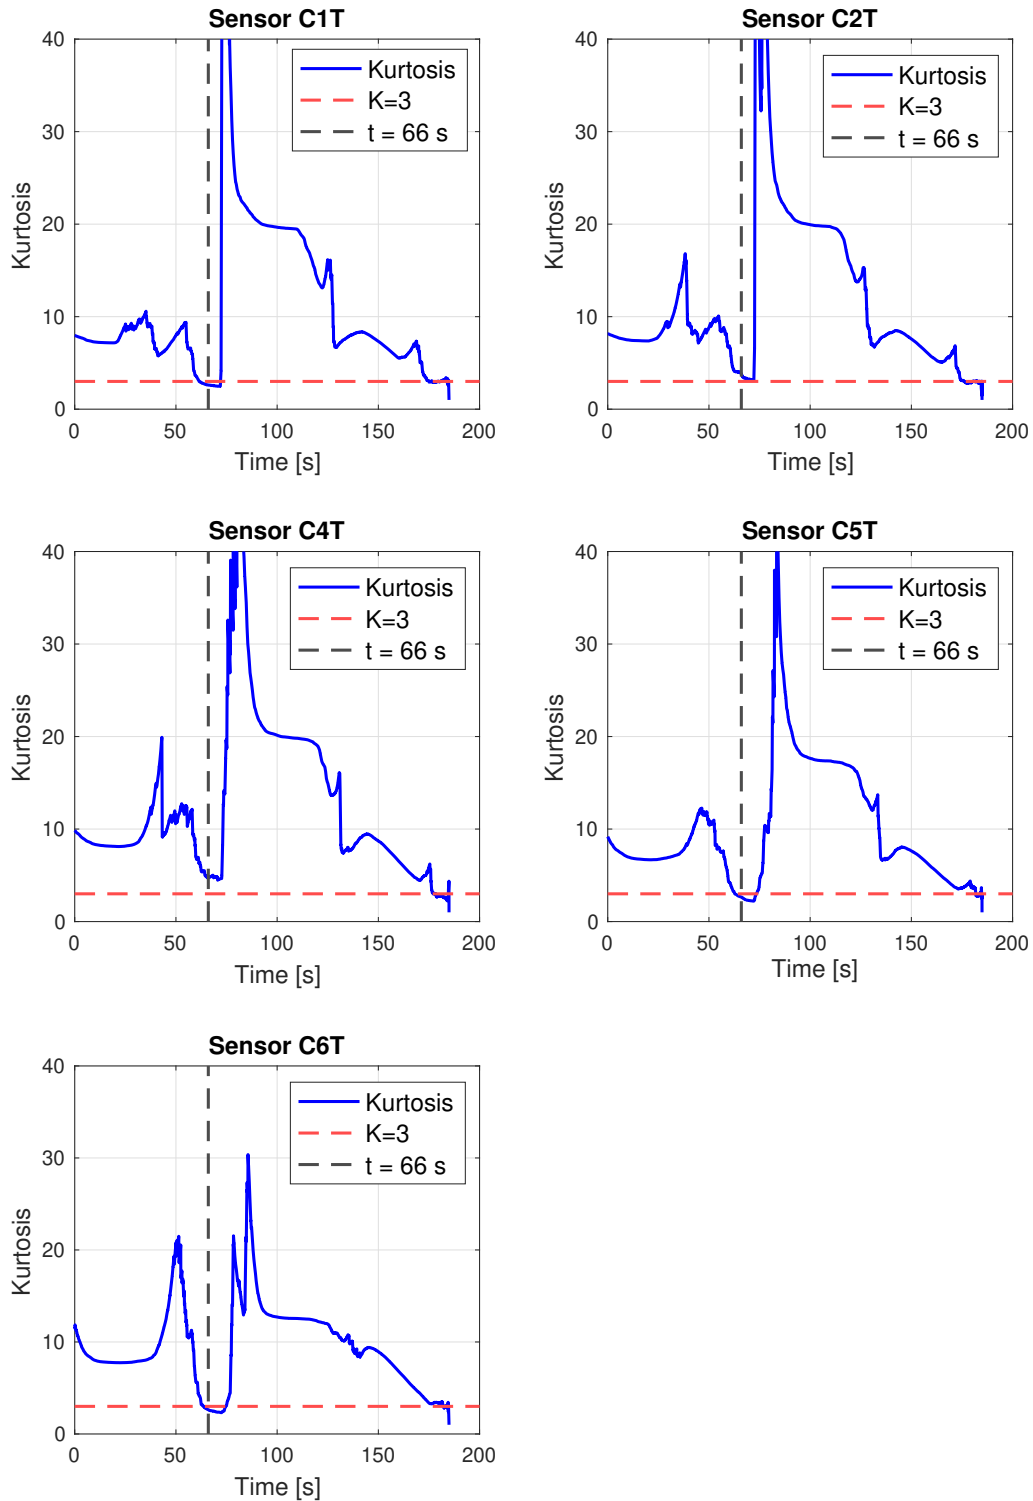 Sensor C1T
Kurtosis
40
30
20
10
0
0 50 100 150 200
Time [s]
Kurtosis
K=3
t = 66 s
Sensor C2T
Kurtosis
40
30
20
10
0
0 50 100 150 200
Time [s]
Kurtosis
K=3
t = 66 s
Sensor C4T
Kurtosis
40
30
20
10
0
0 50 100 150 200
Time [s]
Kurtosis
K=3
t = 66 s
Sensor C5T
Kurtosis
40
30
20
10
0
0 50 100 150 200
Time [s]
Kurtosis
K=3
t = 66 s
Sensor C6T
Kurtosis
40
30
20
10
0
0 50 100 150 200
Time [s]
Kurtosis
K=3
t = 66 s